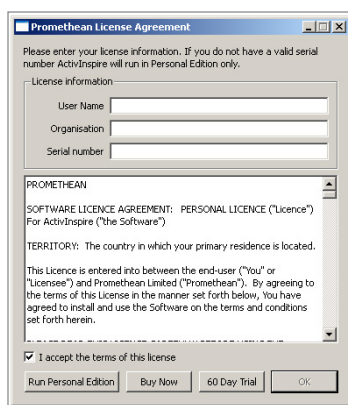 Promethean License Agreement
Please enter your license information. If you do not have a valid serial
number ActivInspire will run in Personal Edition only.
License information
User Name
Organisation
Serial number
PROMETHEAN
SOFTWARE LICENCE AGREEMENT: PERSONAL LICENCE ("Licence")
For ActivInspire ("the Software")
TERRITORY: The country in which your primary residence is located.
This Licence is entered into between the end-user ("You" or
"Licensee") and Promethean Limited ("Promethean"). By agreeing to
the terms of this License in the manner set forth below, You have
agreed to install and use the Software on the terms and conditions
set forth herein.
I accept the terms of this license
Run Personal Edition
Buy Now
60 Day Trial
OK